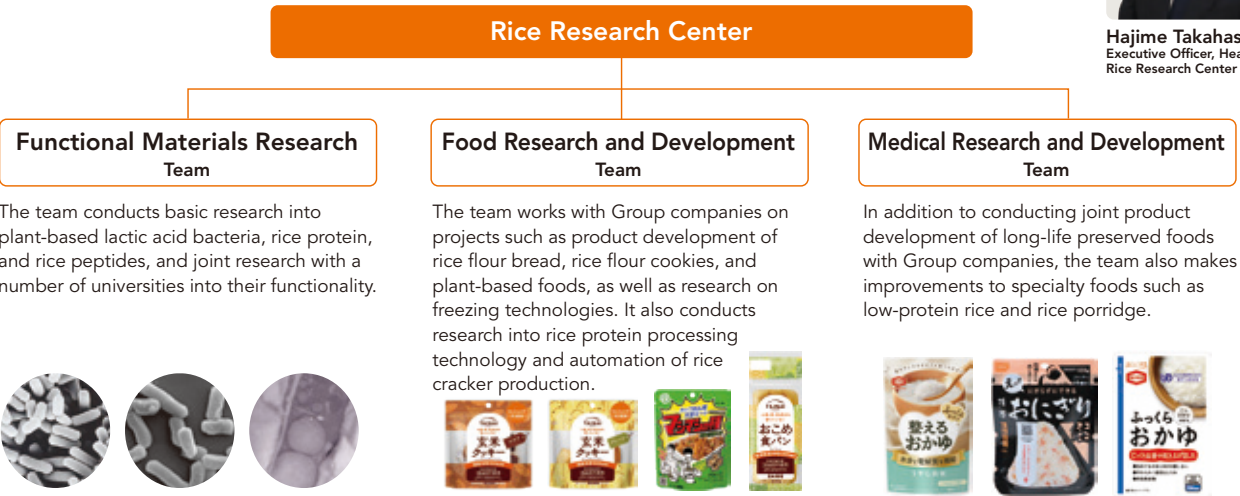 Rice Research Center
Hajime Takahas
Executive Officer, Hea
Rice Research Center
Functional Materials Research
Team
The team conducts basic research into
plant-based lactic acid bacteria, rice protein,
and rice peptides, and joint research with a
number of universities into their functionality.
Food Research and Development
Team
The team works with Group companies on
projects such as product development of
rice flour bread, rice flour cookies, and
plant-based foods, as well as research on
freezing technologies. It also conducts
research into rice protein processing
technology and automation of rice
cracker production.
Medical Research and Development
Team
In addition to conducting joint product
development of long-life preserved foods
with Group companies, the team also makes
improvements to specialty foods such as
low-protein rice and rice porridge.
玄米
クッキー
玄米
クッキー
おこめ
食パン
整える
おかゆ
おにぎり
ふっくら
おかゆ